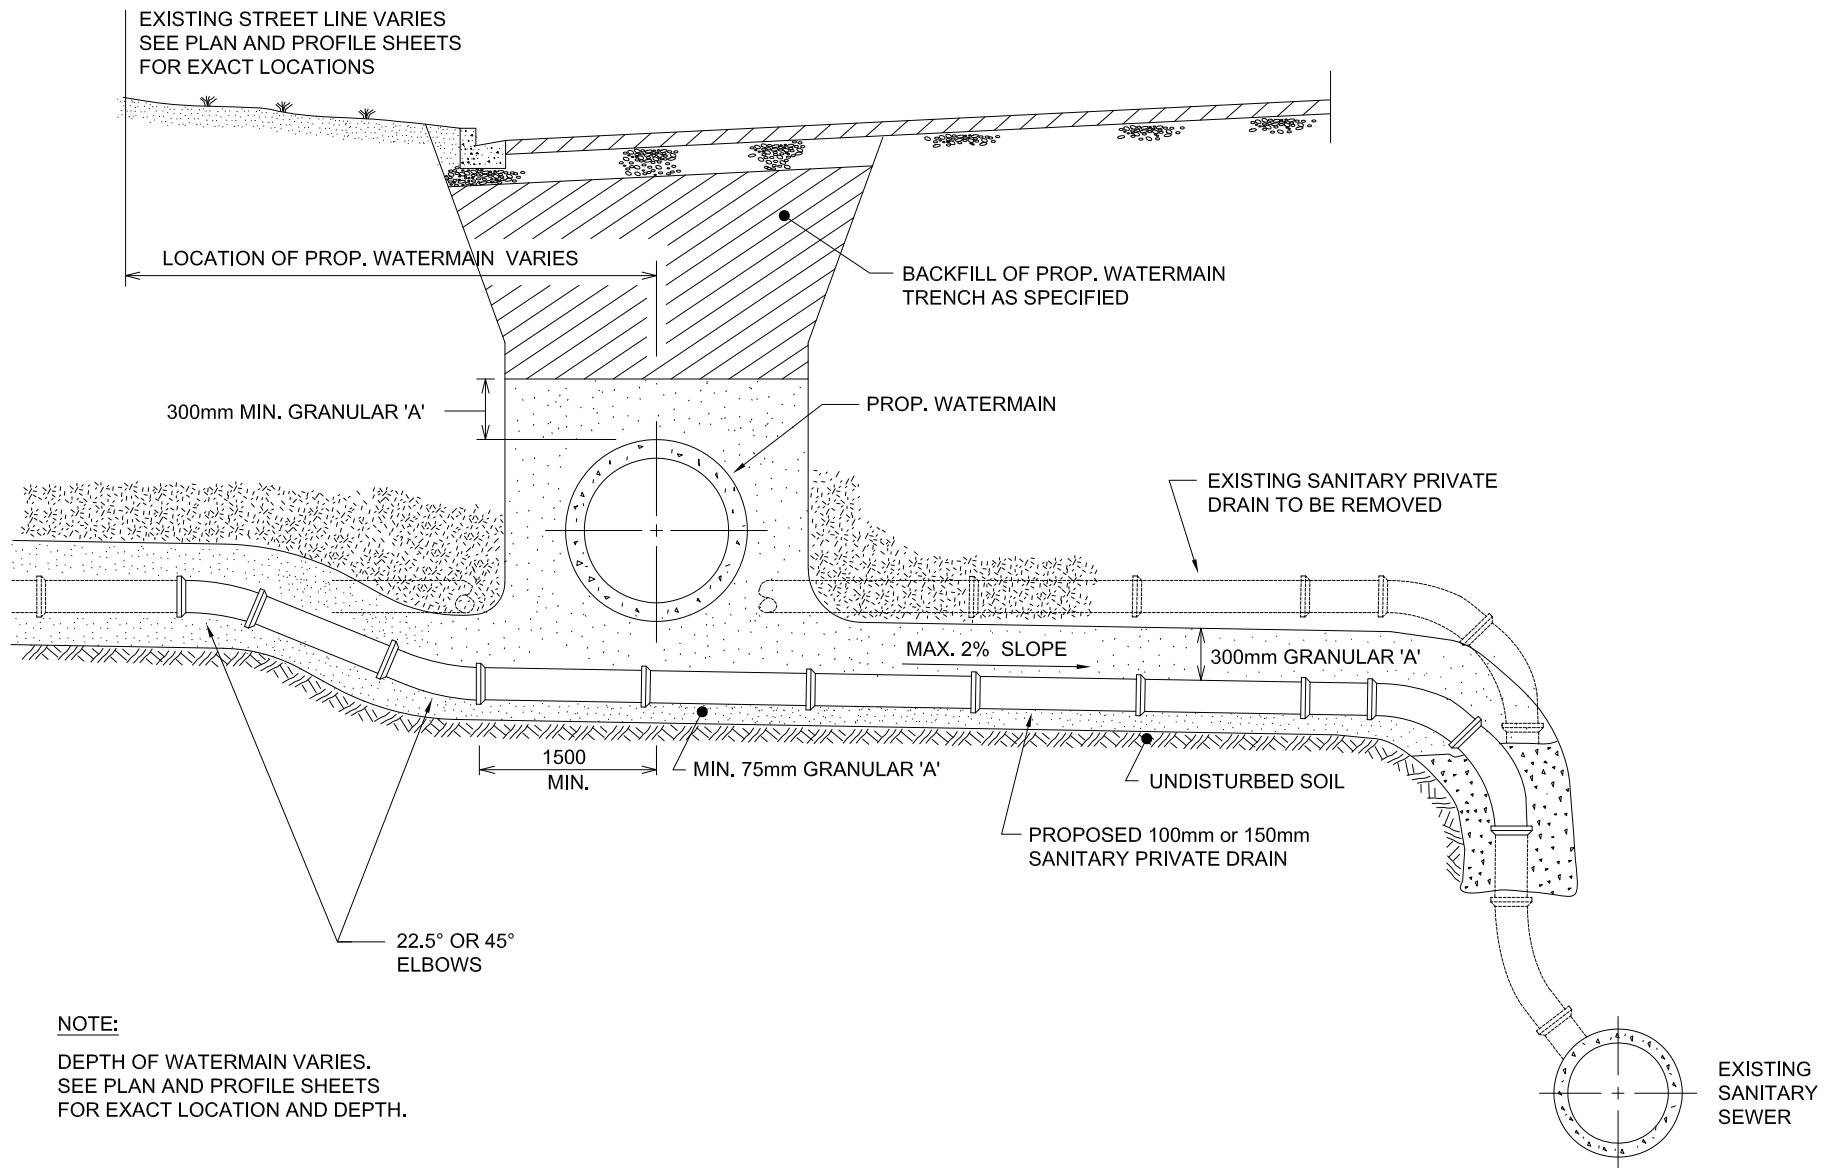 EXISTING STREET LINE VARIES
SEE PLAN AND PROFILE SHEETS
FOR EXACT LOCATIONS
LOCATION OF PROP. WATERMAIN VARIES
BACKFILL OF PROP. WATERMAIN
TRENCH AS SPECIFIED
300mm MIN. GRANULAR 'A'
PROP. WATERMAIN
EXISTING SANITARY PRIVATE
DRAIN TO BE REMOVED
MAX. 2% SLOPE
300mm GRANULAR 'A'
1500
MIN.
MIN. 75mm GRANULAR 'A'
UNDISTURBED SOIL
PROPOSED 100mm or 150mm
SANITARY PRIVATE DRAIN
22.5° OR 45°
ELBOWS
NOTE:
DEPTH OF WATERMAIN VARIES.
SEE PLAN AND PROFILE SHEETS
FOR EXACT LOCATION AND DEPTH.
EXISTING
SANITARY
SEWER